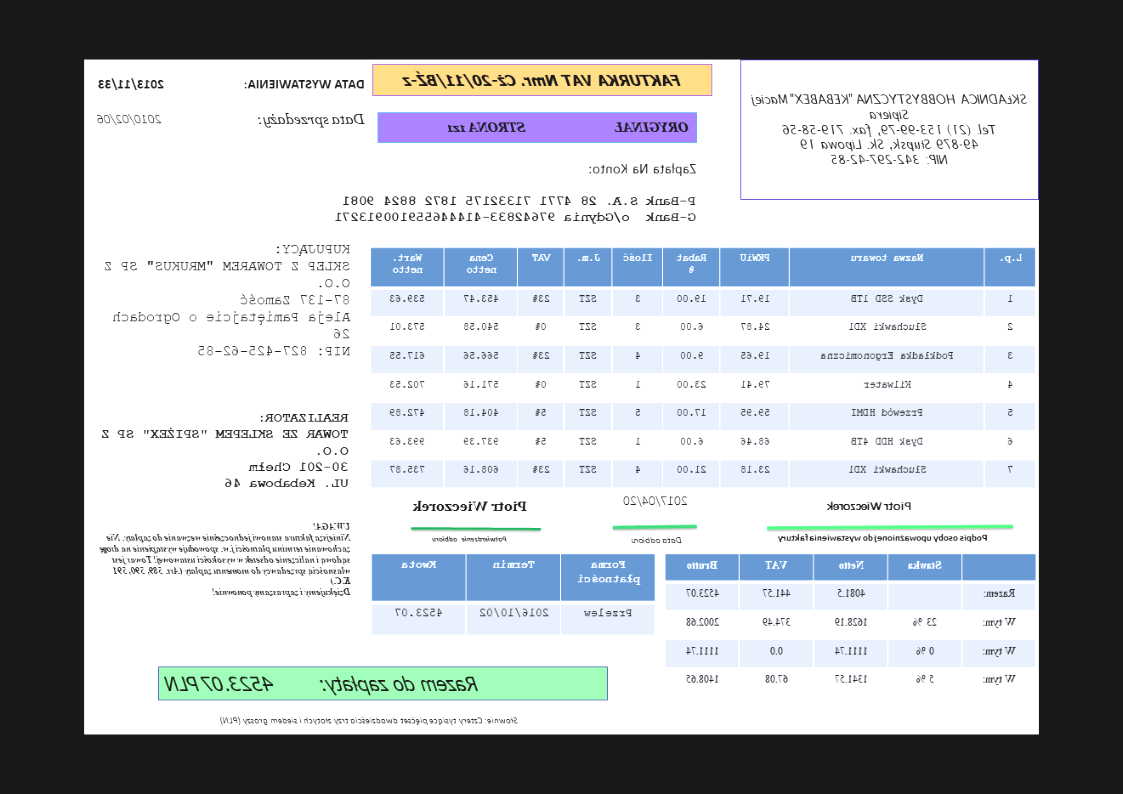 SKŁADNICA HOBBYSTYCZNA "KEBABEX" Maciej
Sipiera
Tel. (21) 153-99-79, fax. 719-58-56
49-879 Słupsk, Sk. Lipowa 19
NIP: 342-297-42-85
FAKTURKA VAT Nmr. Cż-20/11/BŻ-z
ORYGINAŁ STRONA 1z1
DATA WYSTAWIENIA:
Data sprzedaży: 2010/02/06
Zapłata Na Konto:
P-Bank S.A. 28 4771 71332175 1872 8824 9081
G-Bank o/Gdynia 97642833-414446559100913271
KUPUJĄCY:
SKLEP Z TOWAREM "MRUKUS" SP Z
O.O.
87-137 Zamość
Aleja Pamiętajcie o Ogrodach
26
NIP: 827-425-62-85
REALIZATOR:
TOWAR ZE SKLEPEM "SPIŻEX" SP Z
O.O.
30-201 Chełm
UL. Kebabowa 46
L.p. Nazwa towaru PKWiU Rabat % Ilość J.m. VAT Cena netto Wart. netto
1 Dysk SSD 1TB 19.71 19.00 3 SZT 23% 453.47 539.63
2 Słuchawki XD1 24.87 6.00 3 SZT 0% 540.58 573.01
3 Podkładka Ergonomiczna 19.65 9.00 4 SZT 23% 566.56 617.55
4 Kilwater 79.41 23.00 1 SZT 0% 571.16 702.53
5 Przewód HDMI 59.95 17.00 5 SZT 5% 404.18 472.89
6 Dysk HDD 4TB 68.46 6.00 1 SZT 5% 937.39 993.63
7 Słuchawki XD1 23.18 21.00 4 SZT 23% 608.16 735.87
Piotr Wieczorek 2017/04/20 Piotr Wieczorek
Podpis osoby upoważnionej do wystawienia faktury Data odbioru Potwierdzenie odbioru
UWAGA!
Niniejsza faktura stanowi jednocześnie wezwanie do zapłaty. Nie
zachowanie terminu płatności j.w. spowoduje wystąpienie na drogę
sądową i naliczenie odsetek w wysokości ustawowej! Towar jest
własnością sprzedawcy do momentu zapłaty (Art. 589, 590, 591
K.C.)
Dziękujemy i zapraszamy ponownie!
Stawka Netto VAT Brutto
Razem: 4081.5 441.57 4523.07
W tym: 23 % 1628.19 374.49 2002.68
W tym: 0 % 1111.74 0.0 1111.74
W tym: 5 % 1341.57 67.08 1408.65
Forma płatności Termin Kwota
Przelew 2016/10/02 4523.07
Razem do zapłaty: 4523.07 PLN
Słownie: Cztery tysiące pięćset dwadzieścia trzy złotych i siedem groszy (PLN)